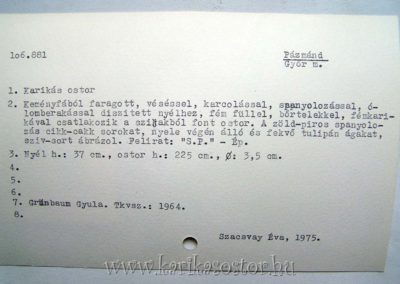 106.881
Pázmánd
Győr m.
1. Karikás ostor
2. Keményfából faragott, véséssel, karcolással, spanyolozással, ó-
lomberakással diszitett nyélhez, fém füllel, bőrtelekkel, fémkari-
kával csatlakozik a szijakból font ostor. A zöld-piros spanyolo-
zás cikk-cakk sorokat, nyele végén álló és fekvő tulipán ágakat,
sziv-sort ábrázol. Felirat: "S.P." - Ép.
3. Nyél h.: 37 cm., ostor h.: 225 cm., Ø: 3,5 cm.
4.
5.
6.
7. Grünbaum Gyula. Tkvsz.: 1964.
8.
Szacsvay Éva, 1975.
www.karikasostor.hu